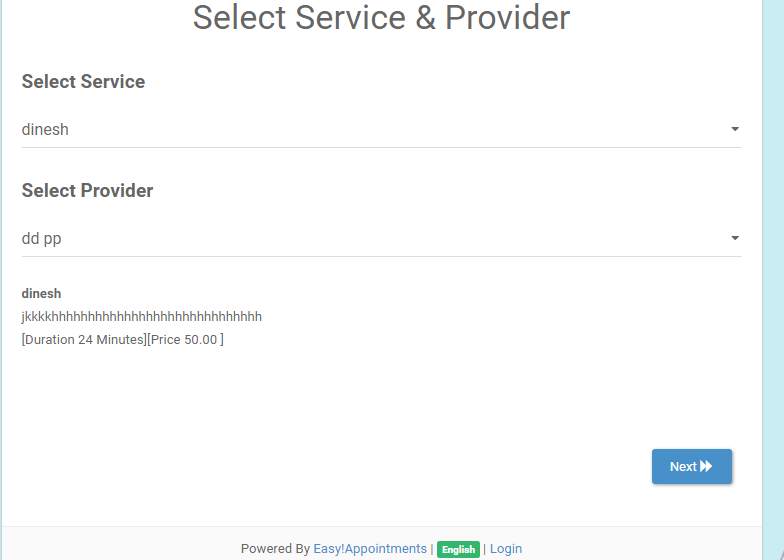 Select Service & Provider
Select Service
dinesh
Select Provider
dd pp
dinesh
jkkkkhhhhhhhhhhhhhhhhhhhhhhhhhhhhh
[Duration 24 Minutes][Price 50.00 ]
Next
Powered By Easy!Appointments | English | Login